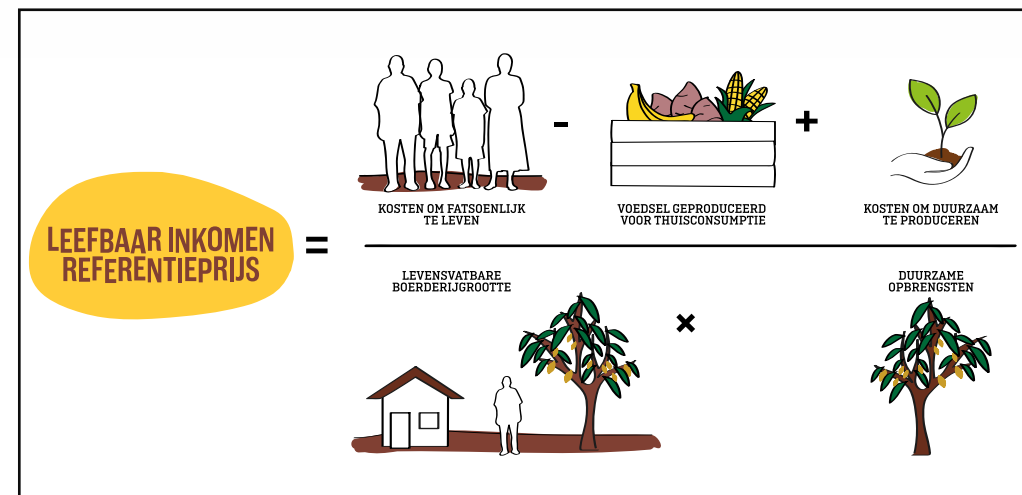 KOSTEN OM FATSOENLIJK
TE LEVEN
-
VOEDSEL GEPRODUCEERD
VOOR THUISCONSUMPTIE
+
KOSTEN OM DUURZAAM
TE PRODUCEREN
LEEFBAAR INKOMEN
REFERENTIEPRIJS
=
LEVENSVATBARE
BOERDERIJGROOTTE
×
DUURZAME
OPBRENGSTEN